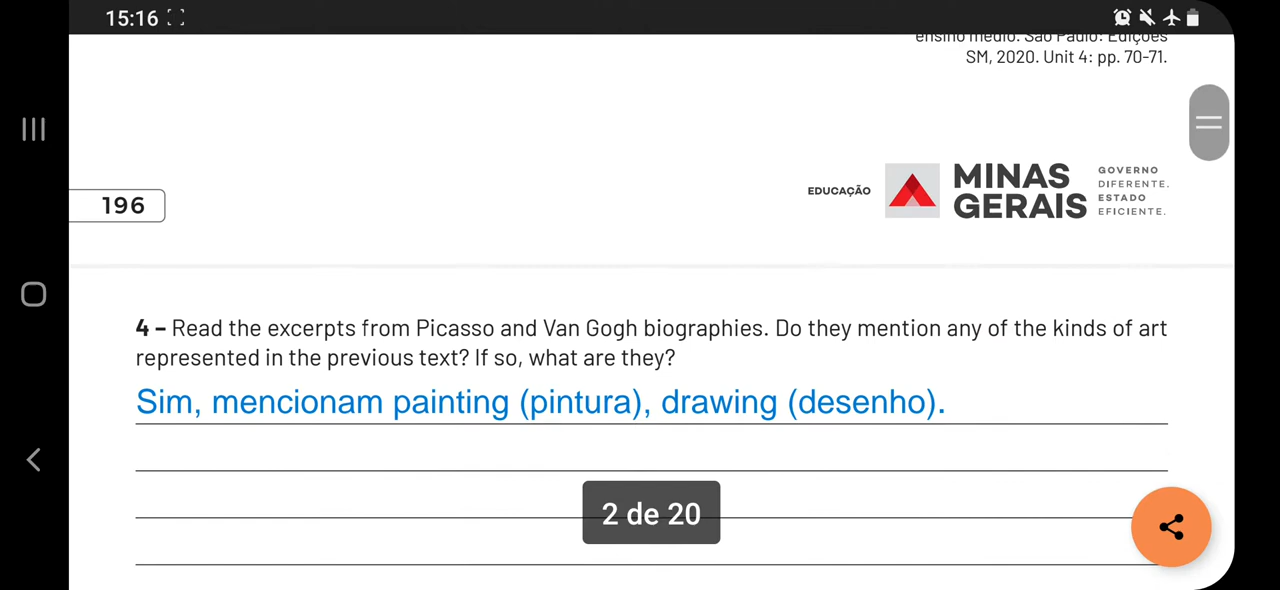 15:16
ensino médio. São Paulo: Edições
SM, 2020. Unit 4: pp. 70-71.
196
EDUCAÇÃO
MINAS
GERAIS
GOVERNO
DIFERENTE.
ESTADO
EFICIENTE.
4 – Read the excerpts from Picasso and Van Gogh biographies. Do they mention any of the kinds of art
represented in the previous text? If so, what are they?
Sim, mencionam painting (pintura), drawing (desenho).
2 de 20